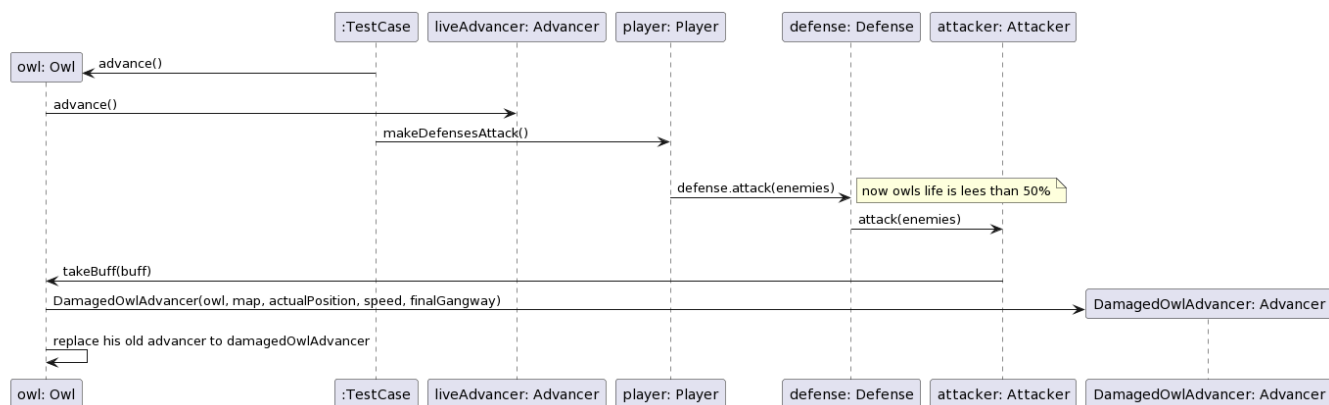 :TestCase
liveAdvancer: Advancer
player: Player
defense: Defense
attacker: Attacker
owl: Owl
advance()
advance()
makeDefensesAttack()
defense.attack(enemies)
now owls life is lees than 50%
attack(enemies)
takeBuff(buff)
DamagedOwlAdvancer(owl, map, actualPosition, speed, finalGangway)
DamagedOwlAdvancer: Advancer
replace his old advancer to damagedOwlAdvancer
owl: Owl
:TestCase
liveAdvancer: Advancer
player: Player
defense: Defense
attacker: Attacker
DamagedOwlAdvancer: Advancer